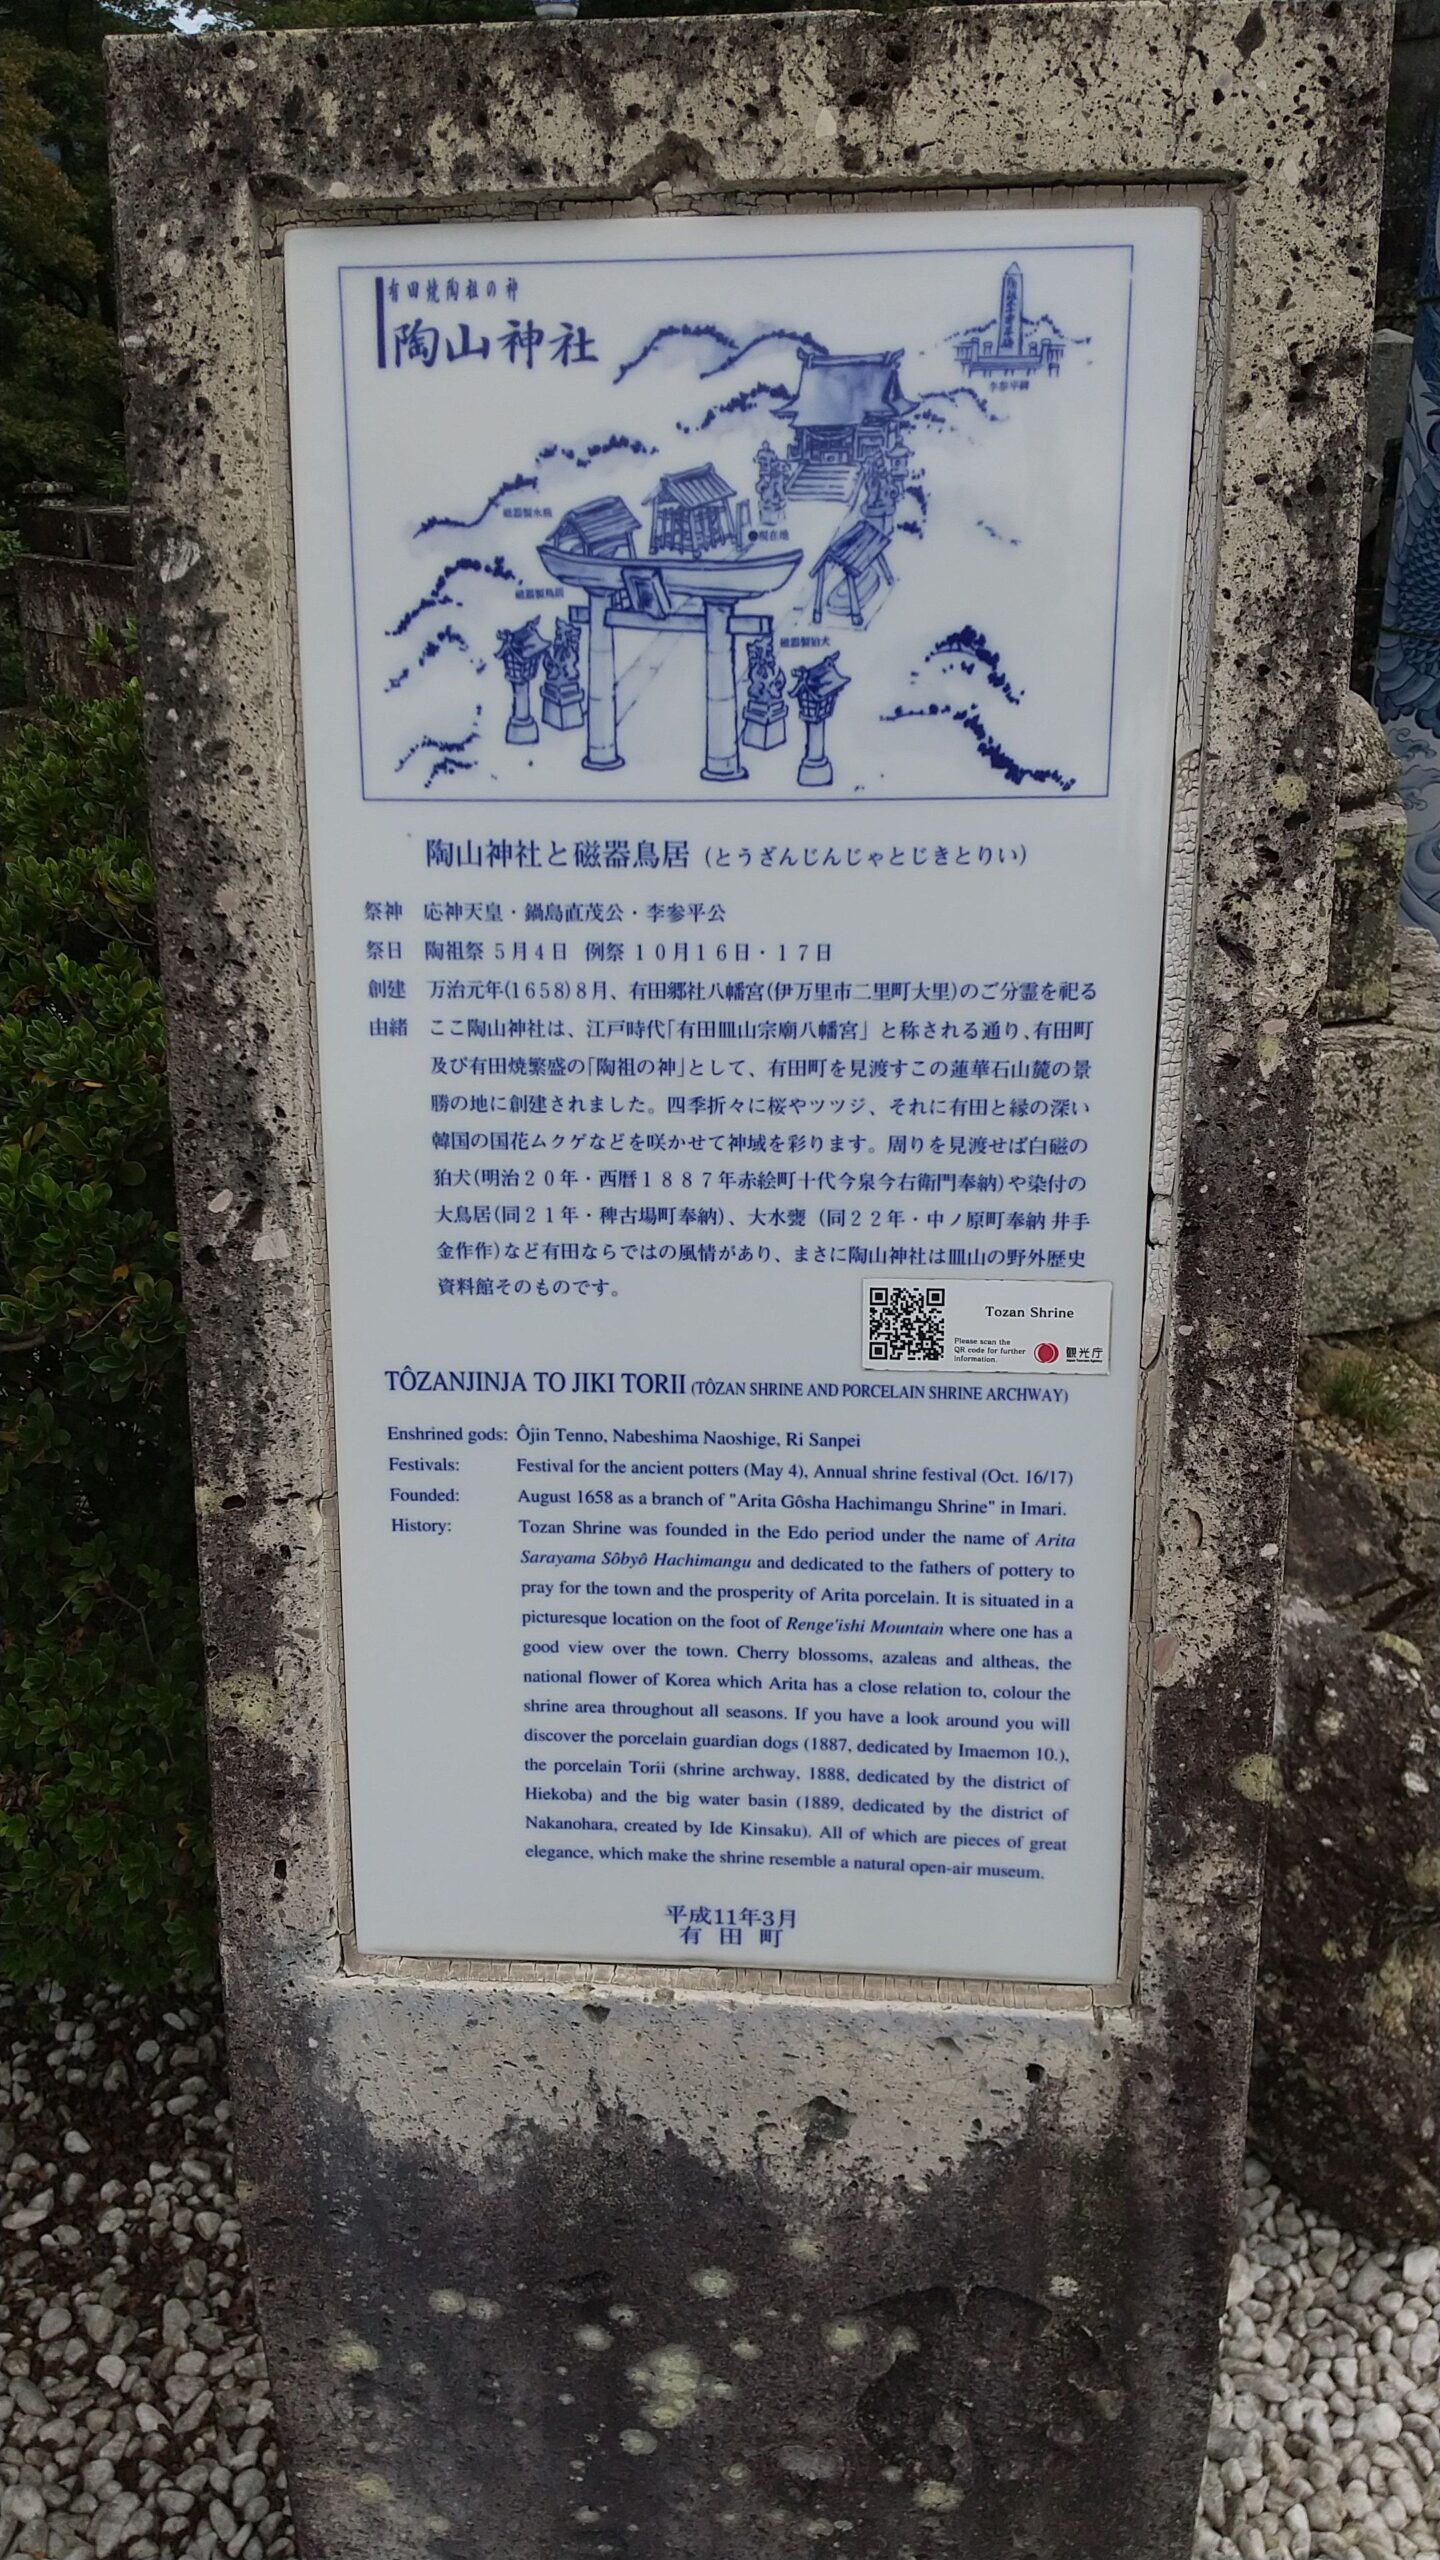 有田焼陶祖の神
陶山神社
李参平碑
磁器製水瓶
●現在地
磁器製鳥居
磁器製狛犬
陶山神社と磁器鳥居（とうざんじんじゃとじきとりい）
祭神 応神天皇・鍋島直茂公・李参平公
祭日 陶祖祭 5月4日 例祭 10月16日・17日
創建 万治元年(1658)8月、有田郷社八幡宮(伊万里市二里町大里)のご分霊を祀る
由緒 ここ陶山神社は、江戸時代「有田皿山宗廟八幡宮」と称される通り、有田町
及び有田焼繁盛の「陶祖の神」として、有田町を見渡すこの蓮華石山麓の景
勝の地に創建されました。四季折々に桜やツツジ、それに有田と縁の深い
韓国の国花ムクゲなどを咲かせて神域を彩ります。周りを見渡せば白磁の
狛犬(明治20年・西暦1887年赤絵町十代今泉今右衛門奉納)や染付の
大鳥居(同21年・稗古場町奉納)、大水甕（同22年・中ノ原町奉納 井手
金作作)など有田ならではの風情があり、まさに陶山神社は皿山の野外歴史
資料館そのものです。
Tozan Shrine
Please scan the
QR code for further
information.
観光庁
Japan Tourism Agency
TÔZANJINJA TO JIKI TORII (TÔZAN SHRINE AND PORCELAIN SHRINE ARCHWAY)
Enshrined gods: Ôjin Tenno, Nabeshima Naoshige, Ri Sanpei
Festivals: Festival for the ancient potters (May 4), Annual shrine festival (Oct. 16/17)
Founded: August 1658 as a branch of "Arita Gôsha Hachimangu Shrine" in Imari.
History: Tozan Shrine was founded in the Edo period under the name of Arita
Sarayama Sôbyô Hachimangu and dedicated to the fathers of pottery to
pray for the town and the prosperity of Arita porcelain. It is situated in a
picturesque location on the foot of Renge'ishi Mountain where one has a
good view over the town. Cherry blossoms, azaleas and altheas, the
national flower of Korea which Arita has a close relation to, colour the
shrine area throughout all seasons. If you have a look around you will
discover the porcelain guardian dogs (1887, dedicated by Imaemon 10.),
the porcelain Torii (shrine archway, 1888, dedicated by the district of
Hiekoba) and the big water basin (1889, dedicated by the district of
Nakanohara, created by Ide Kinsaku). All of which are pieces of great
elegance, which make the shrine resemble a natural open-air museum.
平成11年3月
有田町